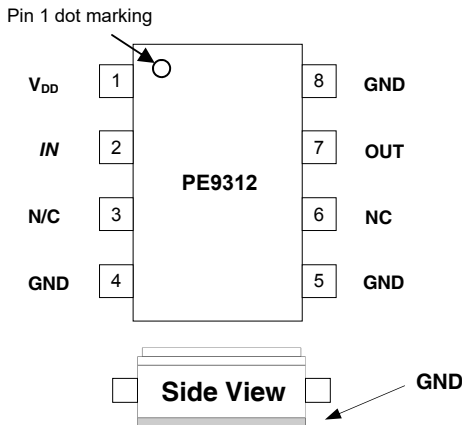 Pin 1 dot marking
V_DD 1 8 GND
IN 2 7 OUT
PE9312
N/C 3 6 NC
GND 4 5 GND
Side View
GND